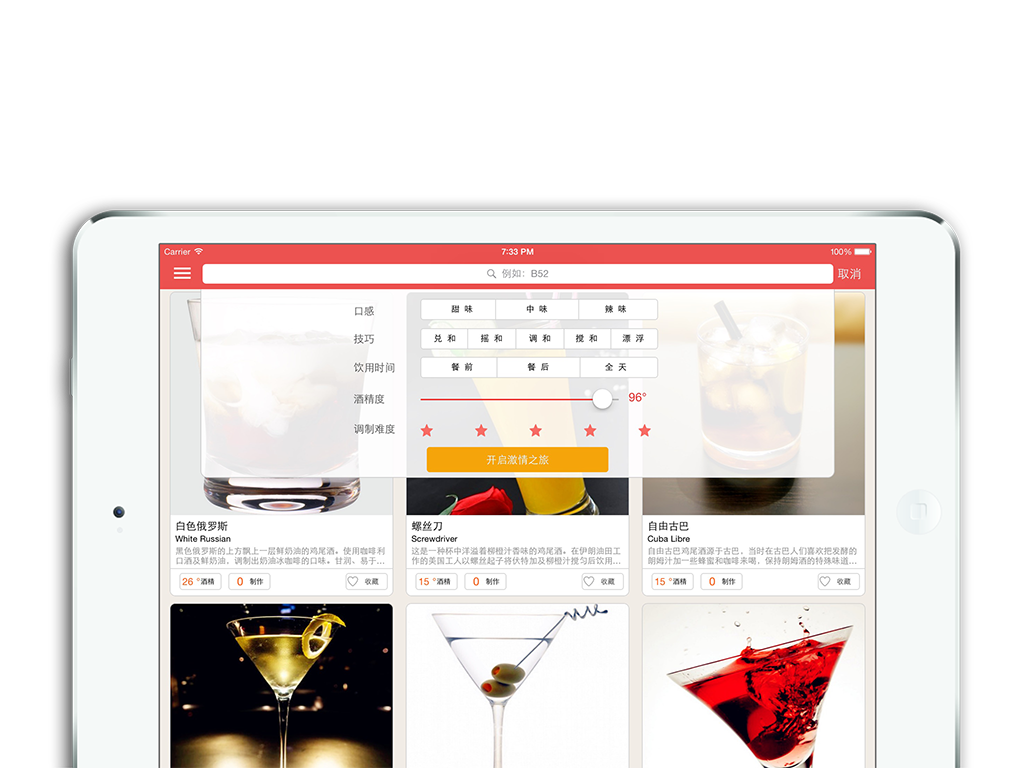 Carrier
7:33 PM
100%
例如：B52
取消
口感
甜 味
中 味
辣 味
技巧
兑 和
摇 和
调 和
搅 和
漂 浮
饮用时间
餐 前
餐 后
全 天
酒精度
96°
调制难度
开启激情之旅
白色俄罗斯
White Russian
黑色俄罗斯的上方飘上一层鲜奶油的鸡尾酒。使用咖啡利
口酒及鲜奶油，调制出奶油冰咖啡的口味。甘润、易于...
26 °酒精
0 制作
收藏
螺丝刀
Screwdriver
这是一种杯中洋溢着柳橙汁香味的鸡尾酒。在伊朗油田工
作的美国工人以螺丝起子将伏特加及柳橙汁搅匀后饮用...
15 °酒精
0 制作
收藏
自由古巴
Cuba Libre
自由古巴鸡尾酒源于古巴，当时在古巴人们喜欢把发酵的
朗姆汁加一些蜂蜜和咖啡来喝，保持朗姆酒的特殊味道...
15 °酒精
0 制作
收藏